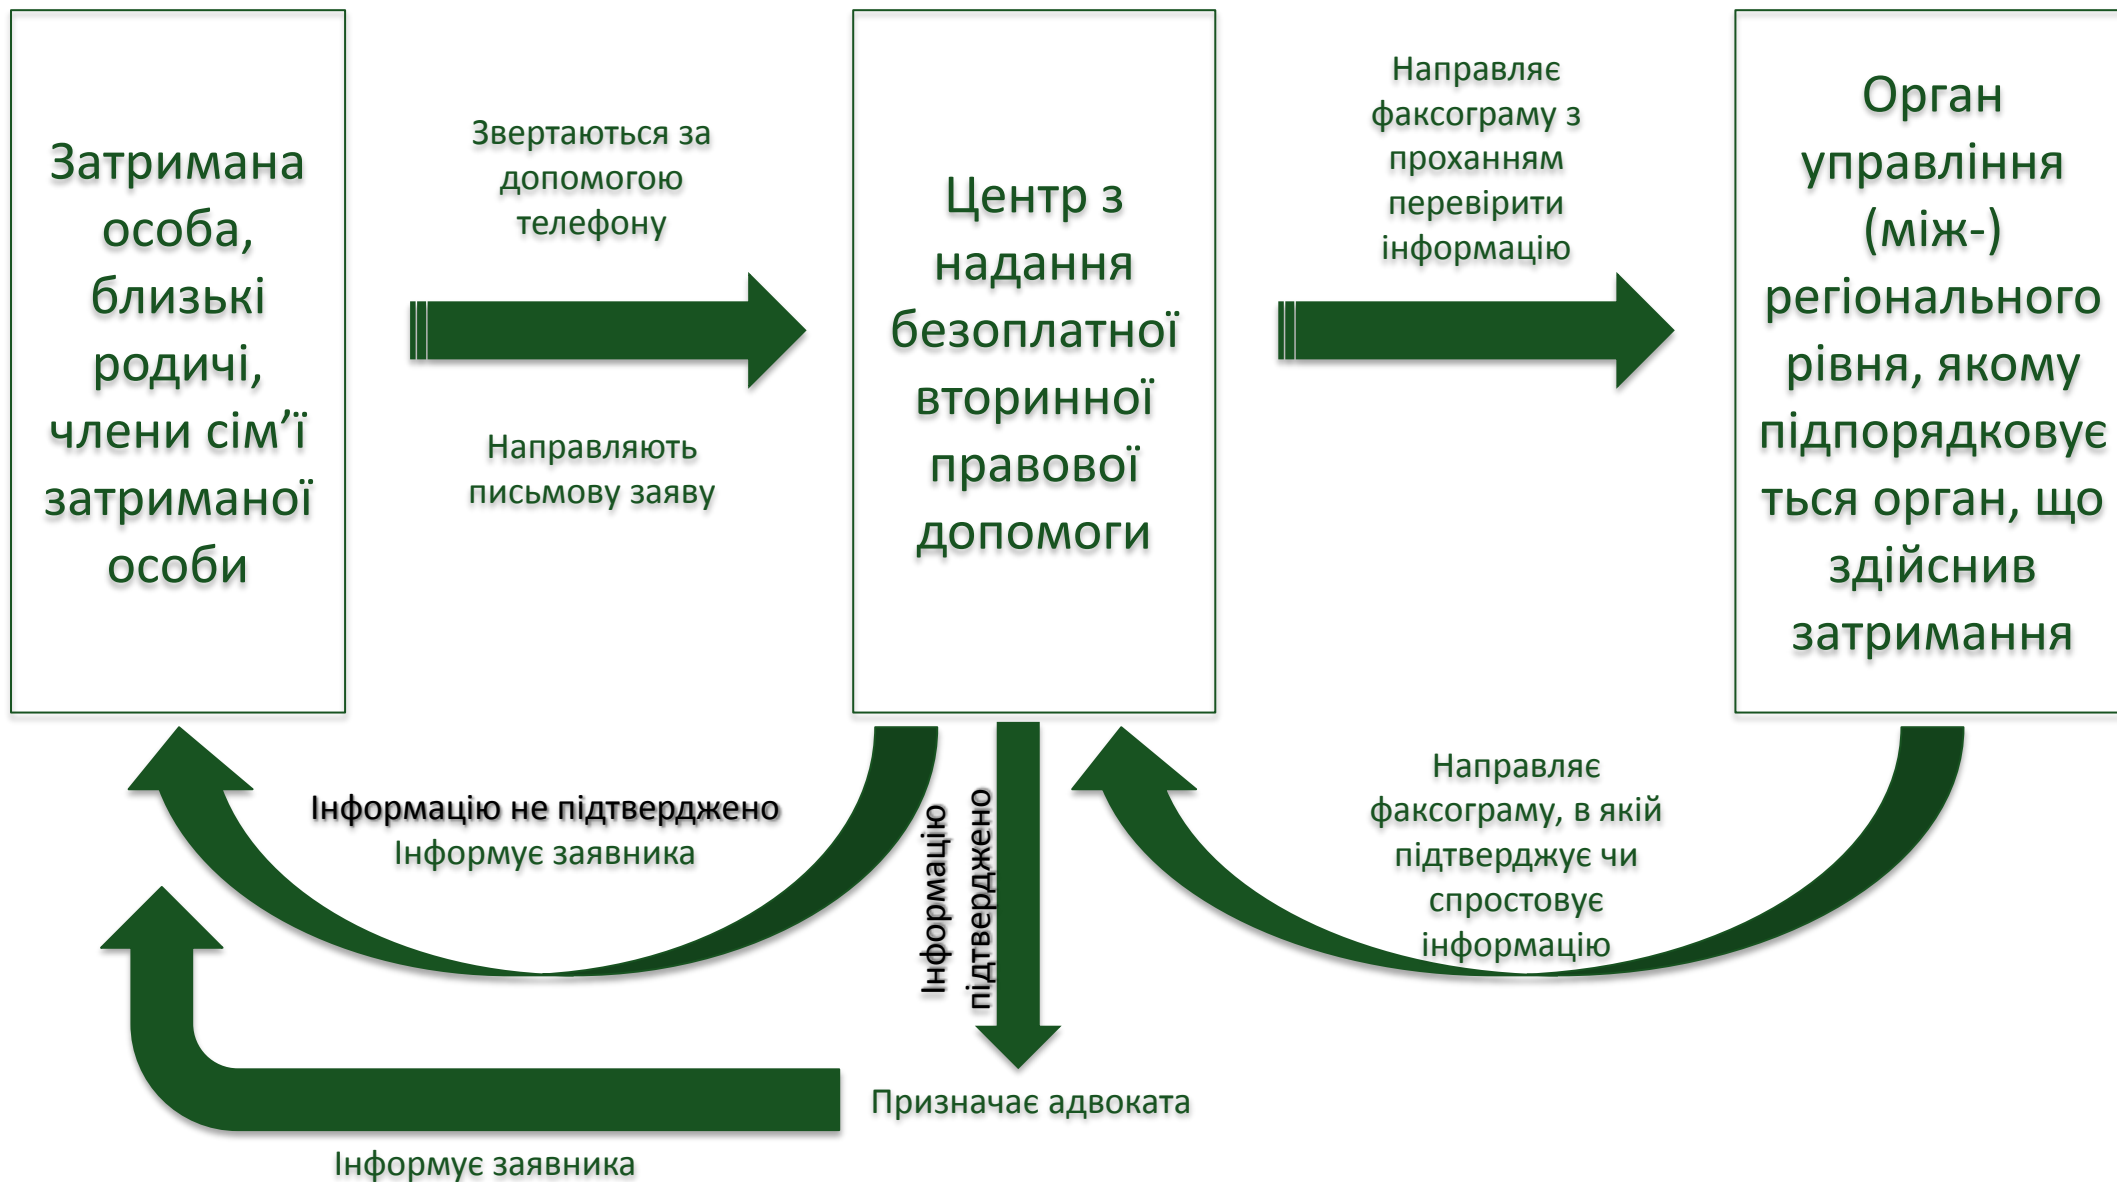 Затримана
особа,
близькі
родичі,
члени сім’ї
затриманої
особи
Звертаються за
допомогою
телефону
Направляють
письмову заяву
Центр з
надання
безоплатної
вторинної
правової
допомоги
Направляє
факсограму з
проханням
перевірити
інформацію
Орган
управління
(між-)
регіонального
рівня, якому
підпорядковує
ться орган, що
здійснив
затримання
Інформацію не підтверджено
Інформує заявника
Інформацію
підтверджено
Направляє
факсограму, в якій
підтверджує чи
спростовує
інформацію
Призначає адвоката
Інформує заявника